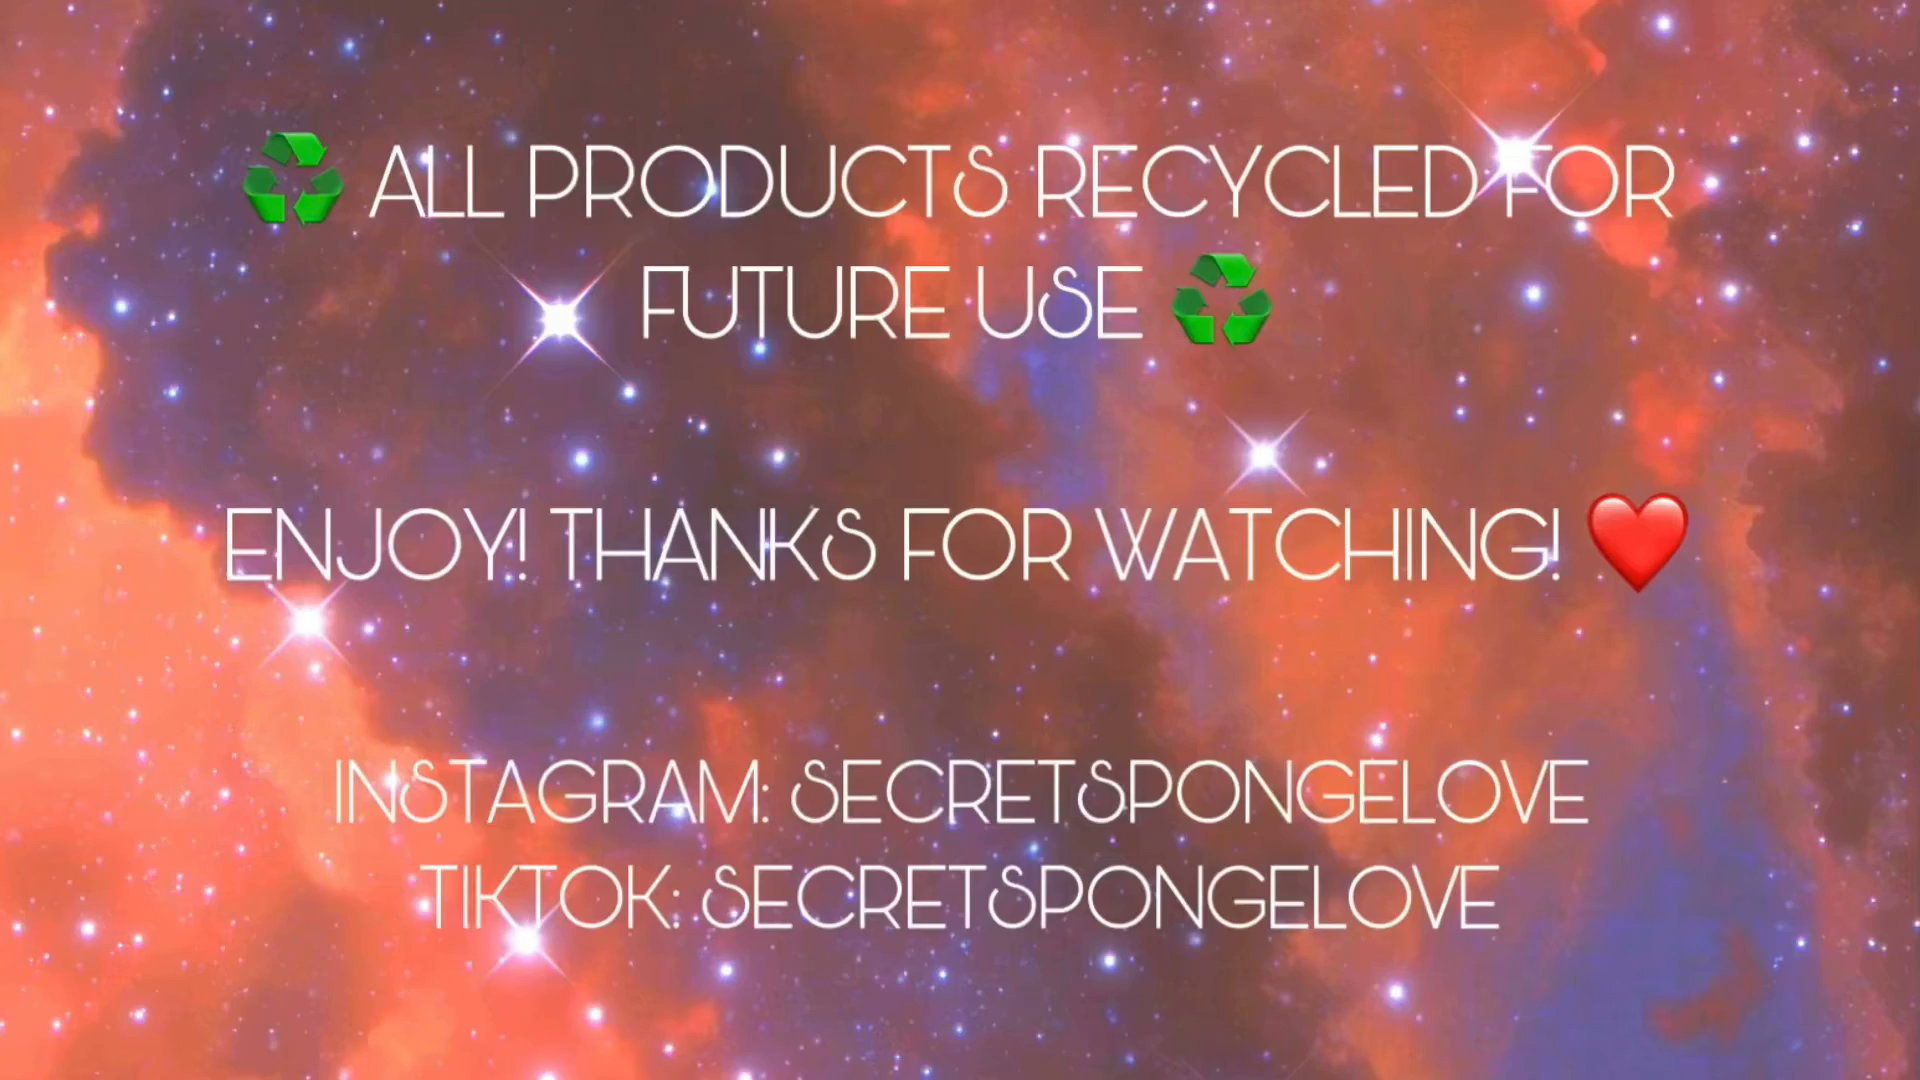 ♻️ ALL PRODUCTS RECYCLED FOR
FUTURE USE ♻️
ENJOY! THANKS FOR WATCHING! ❤️
INSTAGRAM: SECRETSPONGELOVE
TIKTOK: SECRETSPONGELOVE